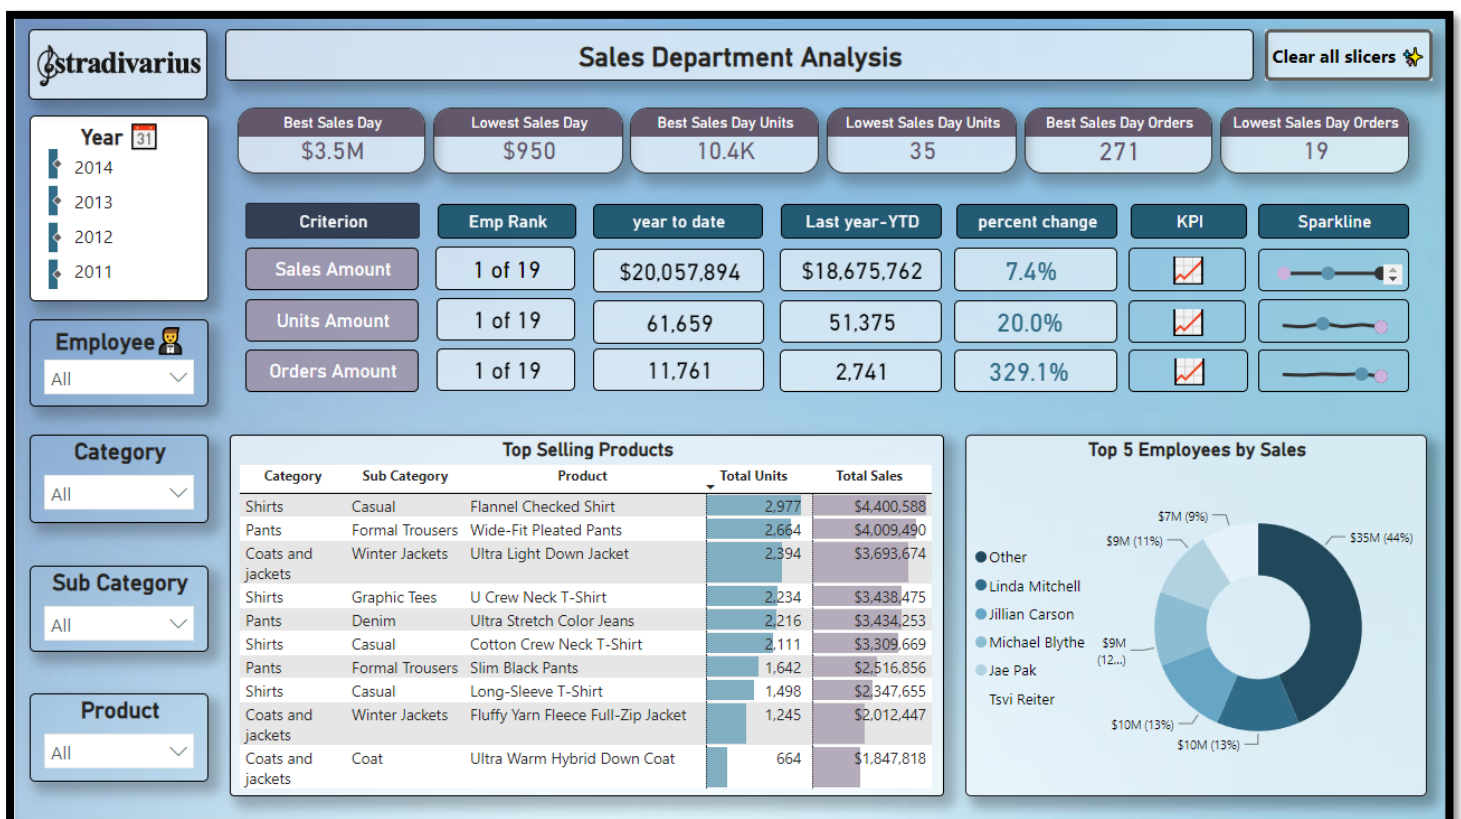 stradivarius
Sales Department Analysis
Clear all slicers
Year 31
2014
2013
2012
2011
Employee
All
Category
All
Sub Category
All
Product
All
Best Sales Day
$3.5M
Lowest Sales Day
$950
Best Sales Day Units
10.4K
Lowest Sales Day Units
35
Best Sales Day Orders
271
Lowest Sales Day Orders
19
Criterion Emp Rank year to date Last year-YTD percent change KPI Sparkline
Sales Amount 1 of 19 $20,057,894 $18,675,762 7.4%
Units Amount 1 of 19 61,659 51,375 20.0%
Orders Amount 1 of 19 11,761 2,741 329.1%
Top Selling Products
Category Sub Category Product Total Units Total Sales
Shirts Casual Flannel Checked Shirt 2,977 $4,400,588
Pants Formal Trousers Wide-Fit Pleated Pants 2,664 $4,009,490
Coats and Winter Jackets Ultra Light Down Jacket 2,394 $3,693,674
jackets
Shirts Graphic Tees U Crew Neck T-Shirt 2,234 $3,438,475
Pants Denim Ultra Stretch Color Jeans 2,216 $3,434,253
Shirts Casual Cotton Crew Neck T-Shirt 2,111 $3,309,669
Pants Formal Trousers Slim Black Pants 1,642 $2,516,856
Shirts Casual Long-Sleeve T-Shirt 1,498 $2,347,655
Coats and Winter Jackets Fluffy Yarn Fleece Full-Zip Jacket 1,245 $2,012,447
jackets
Coats and Coat Ultra Warm Hybrid Down Coat 664 $1,847,818
jackets
Top 5 Employees by Sales
Other
Linda Mitchell
Jillian Carson
Michael Blythe
Jae Pak
Tsvi Reiter
$7M (9%)
$9M (11%)
$35M (44%)
$9M
(12...)
$10M (13%)
$10M (13%)